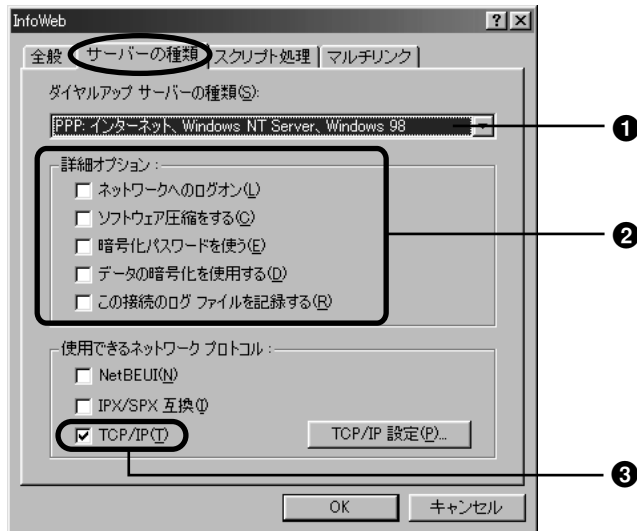 InfoWeb
全般 サーバーの種類 スクリプト処理 マルチリンク
ダイヤルアップ サーバーの種類(S):
PPP: インターネット、Windows NT Server、Windows 98
❶
詳細オプション:
ネットワークへのログオン(L)
ソフトウェア圧縮をする(C)
❷
暗号化パスワードを使う(E)
データの暗号化を使用する(D)
この接続のログ ファイルを記録する(R)
使用できるネットワーク プロトコル:
NetBEUI(N)
IPX/SPX 互換(I)
TCP/IP(T) TCP/IP 設定(P)...
❸
OK キャンセル